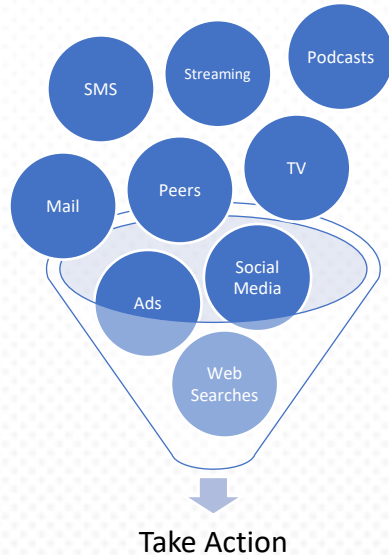 Podcasts
Streaming
SMS
TV
Peers
Mail
Social
Media
Ads
Web
Searches
Take Action